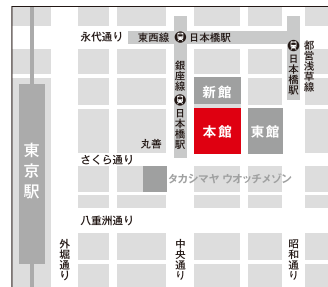 永代通り
東西線 日本橋駅
銀座線 日本橋駅
日本橋駅
都営浅草線
新館
本館
東館
丸善
さくら通り
タカシマヤ ウオッチメゾン
東京駅
八重洲通り
外堀通り
中央通り
昭和通り